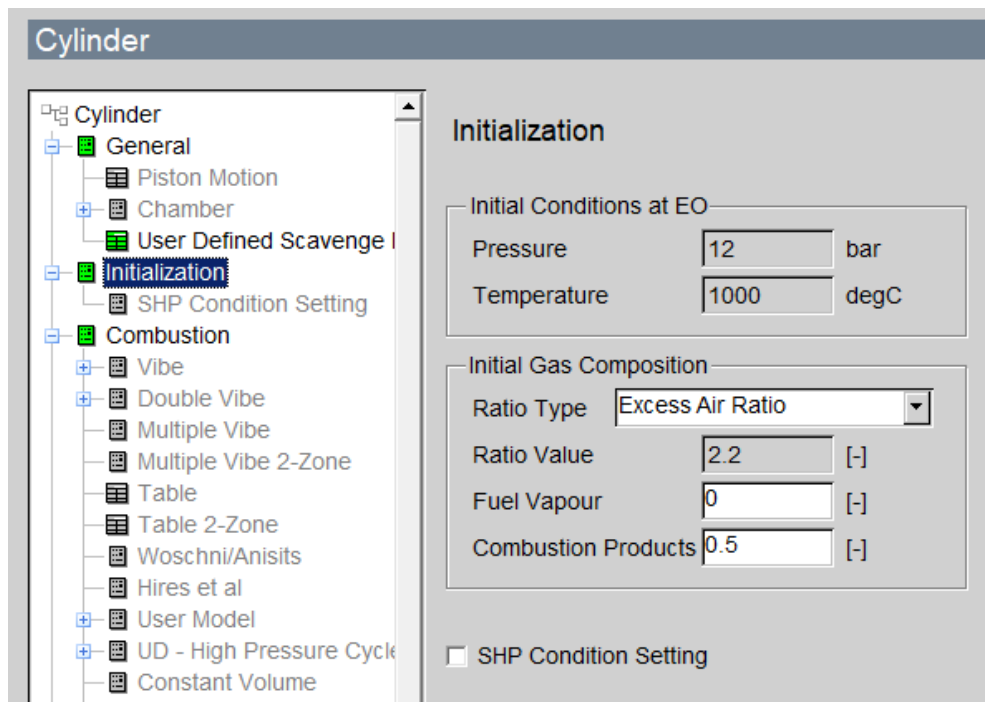 Cylinder
Cylinder
General
Piston Motion
Chamber
User Defined Scavenge
Initialization
SHP Condition Setting
Combustion
Vibe
Double Vibe
Multiple Vibe
Multiple Vibe 2-Zone
Table
Table 2-Zone
Woschni/Anisits
Hires et al
User Model
UD - High Pressure Cycle
Constant Volume
Initialization
Initial Conditions at EO
Pressure 12 bar
Temperature 1000 degC
Initial Gas Composition
Ratio Type Excess Air Ratio
Ratio Value 2.2 [-]
Fuel Vapour 0 [-]
Combustion Products 0.5 [-]
SHP Condition Setting